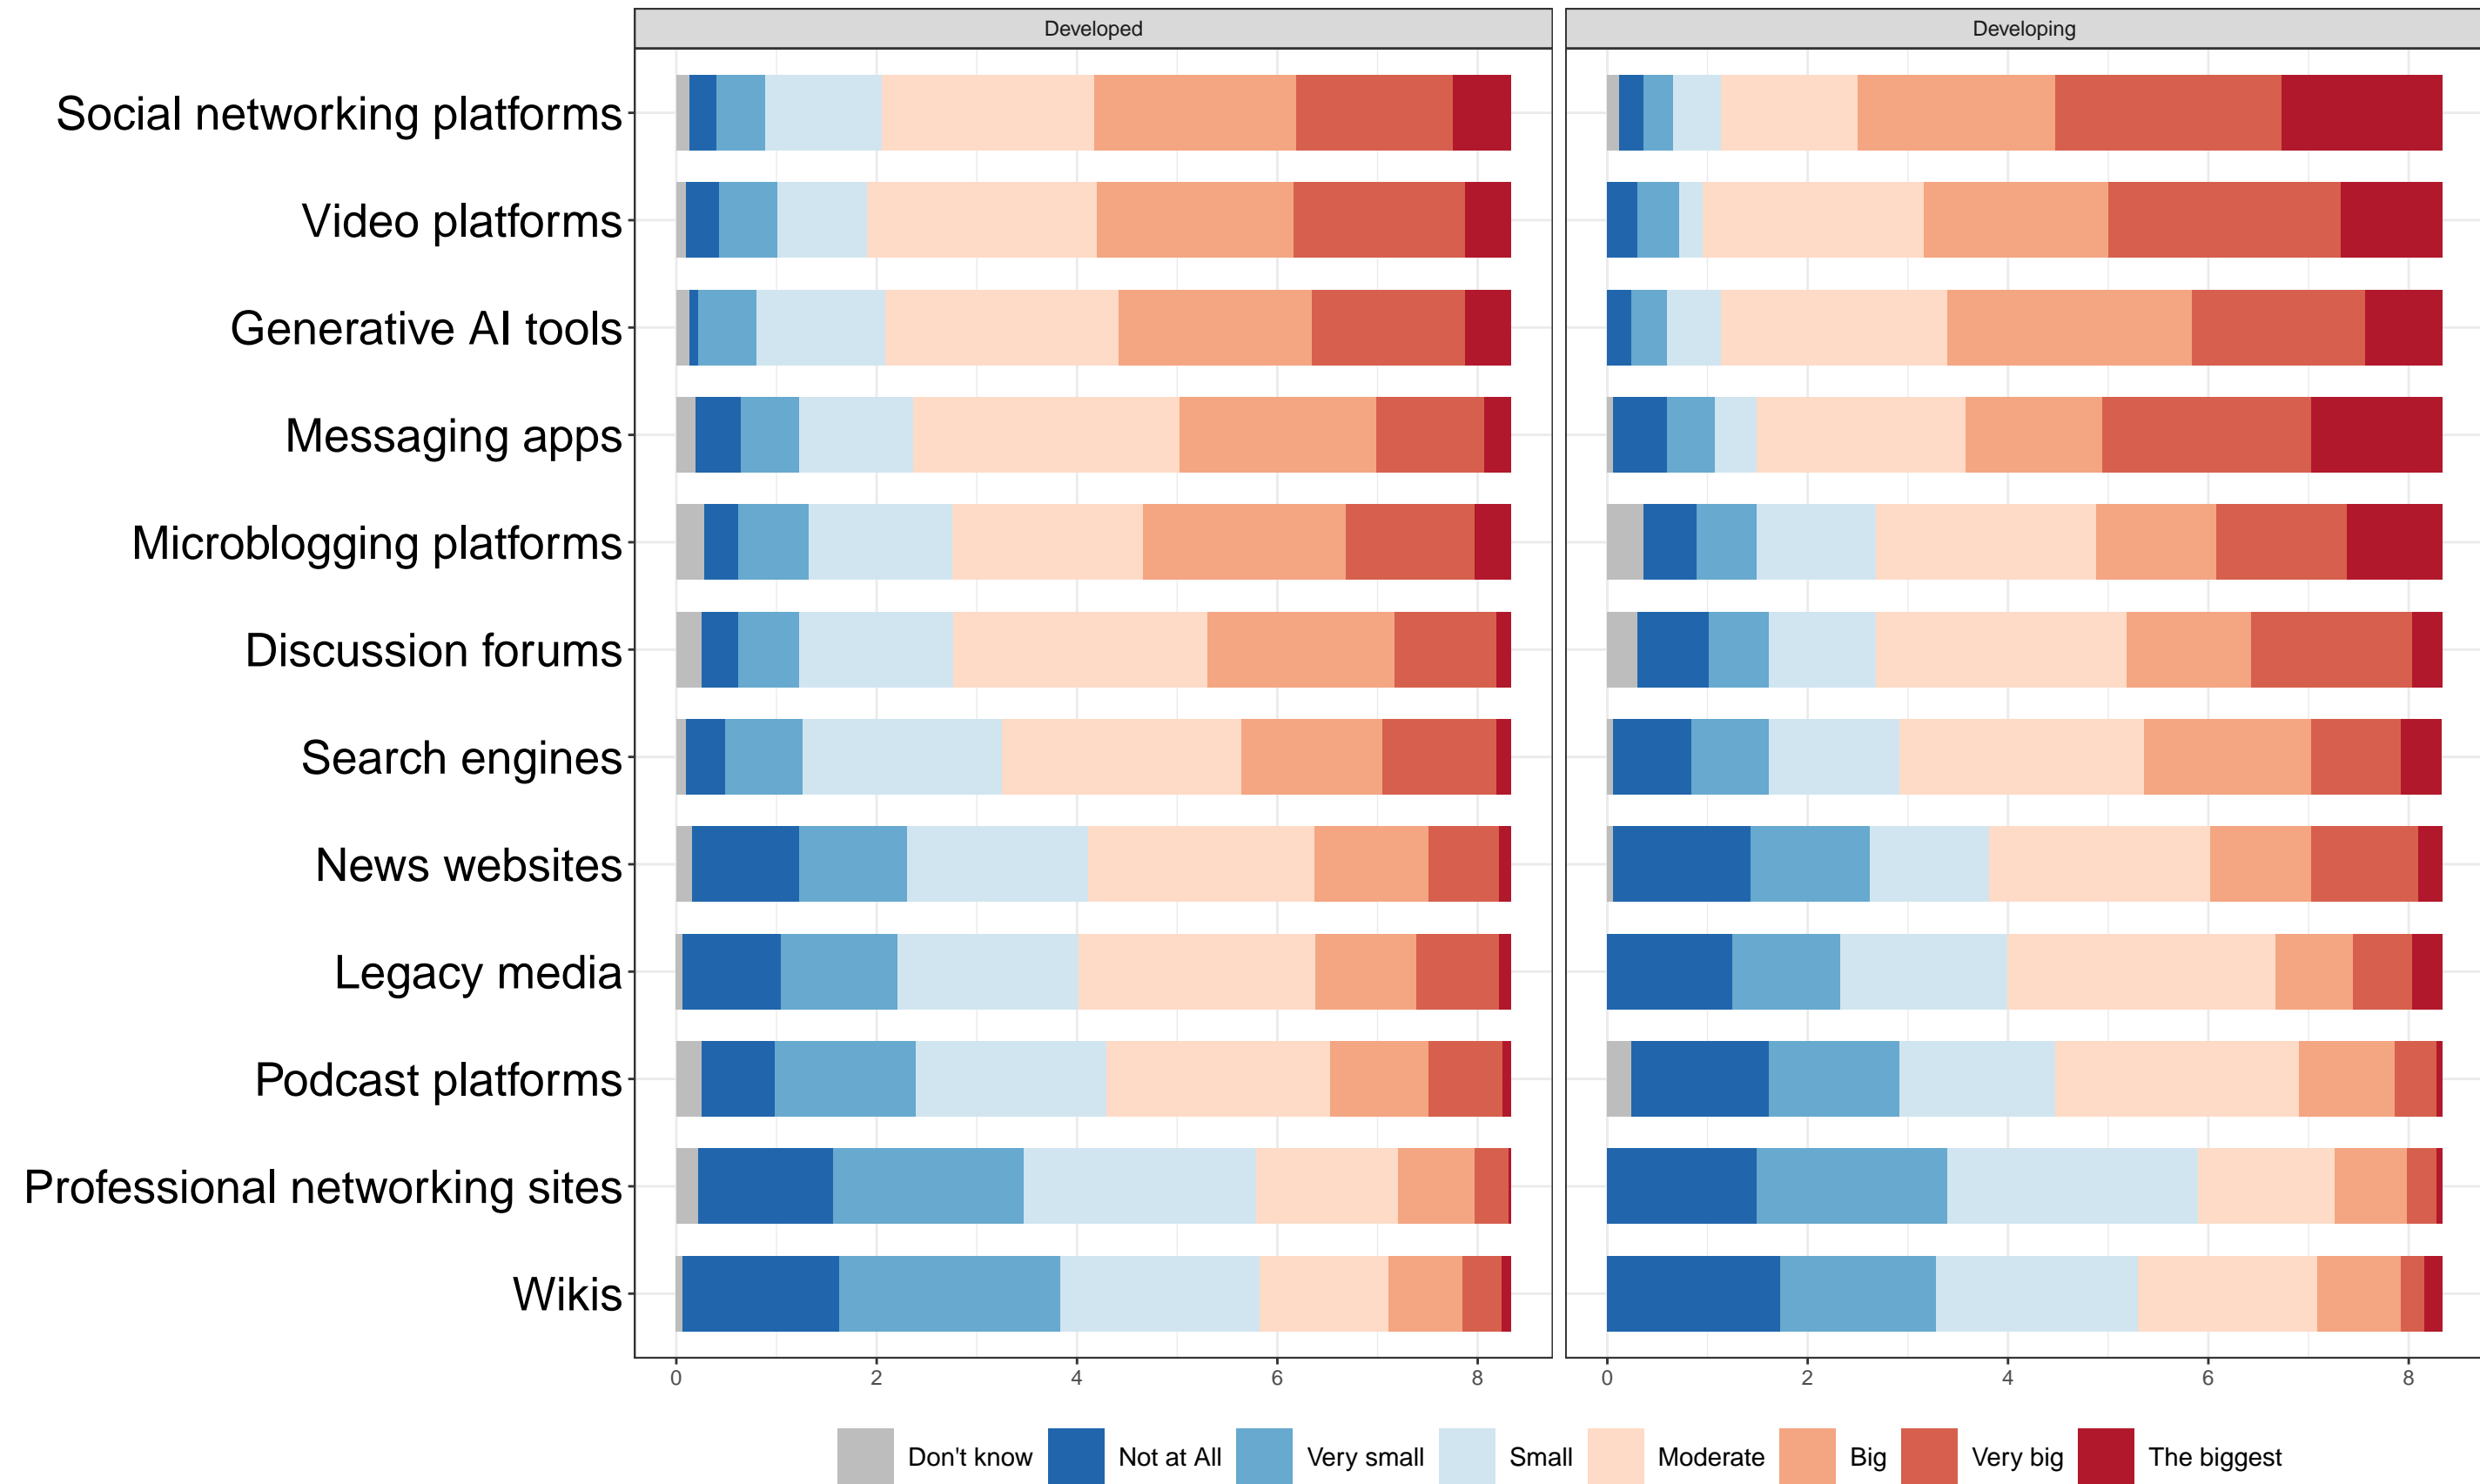 Developed
Developing
Social networking platforms
Video platforms
Generative AI tools
Messaging apps
Microblogging platforms
Discussion forums
Search engines
News websites
Legacy media
Podcast platforms
Professional networking sites
Wikis
0 2 4 6 8
0 2 4 6 8
Don't know Not at All Very small Small Moderate Big Very big The biggest